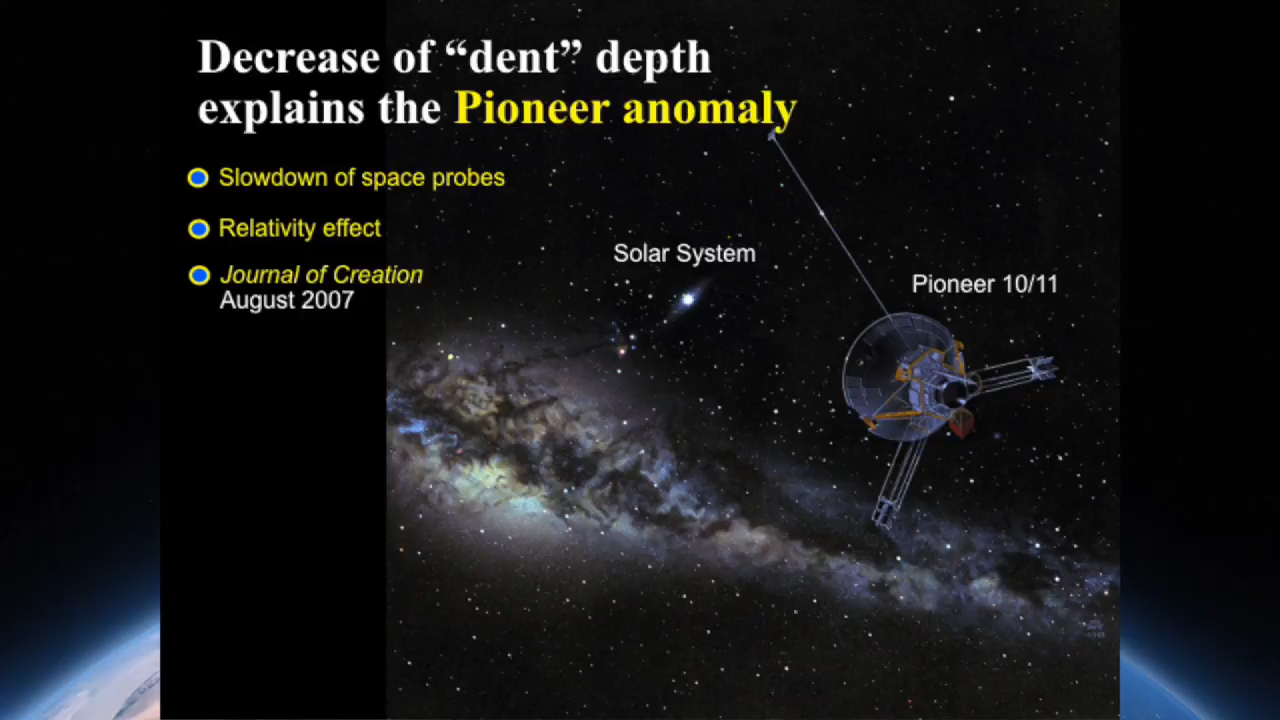 Decrease of “dent” depth
explains the Pioneer anomaly
Slowdown of space probes
Relativity effect
Journal of Creation
August 2007
Solar System
Pioneer 10/11